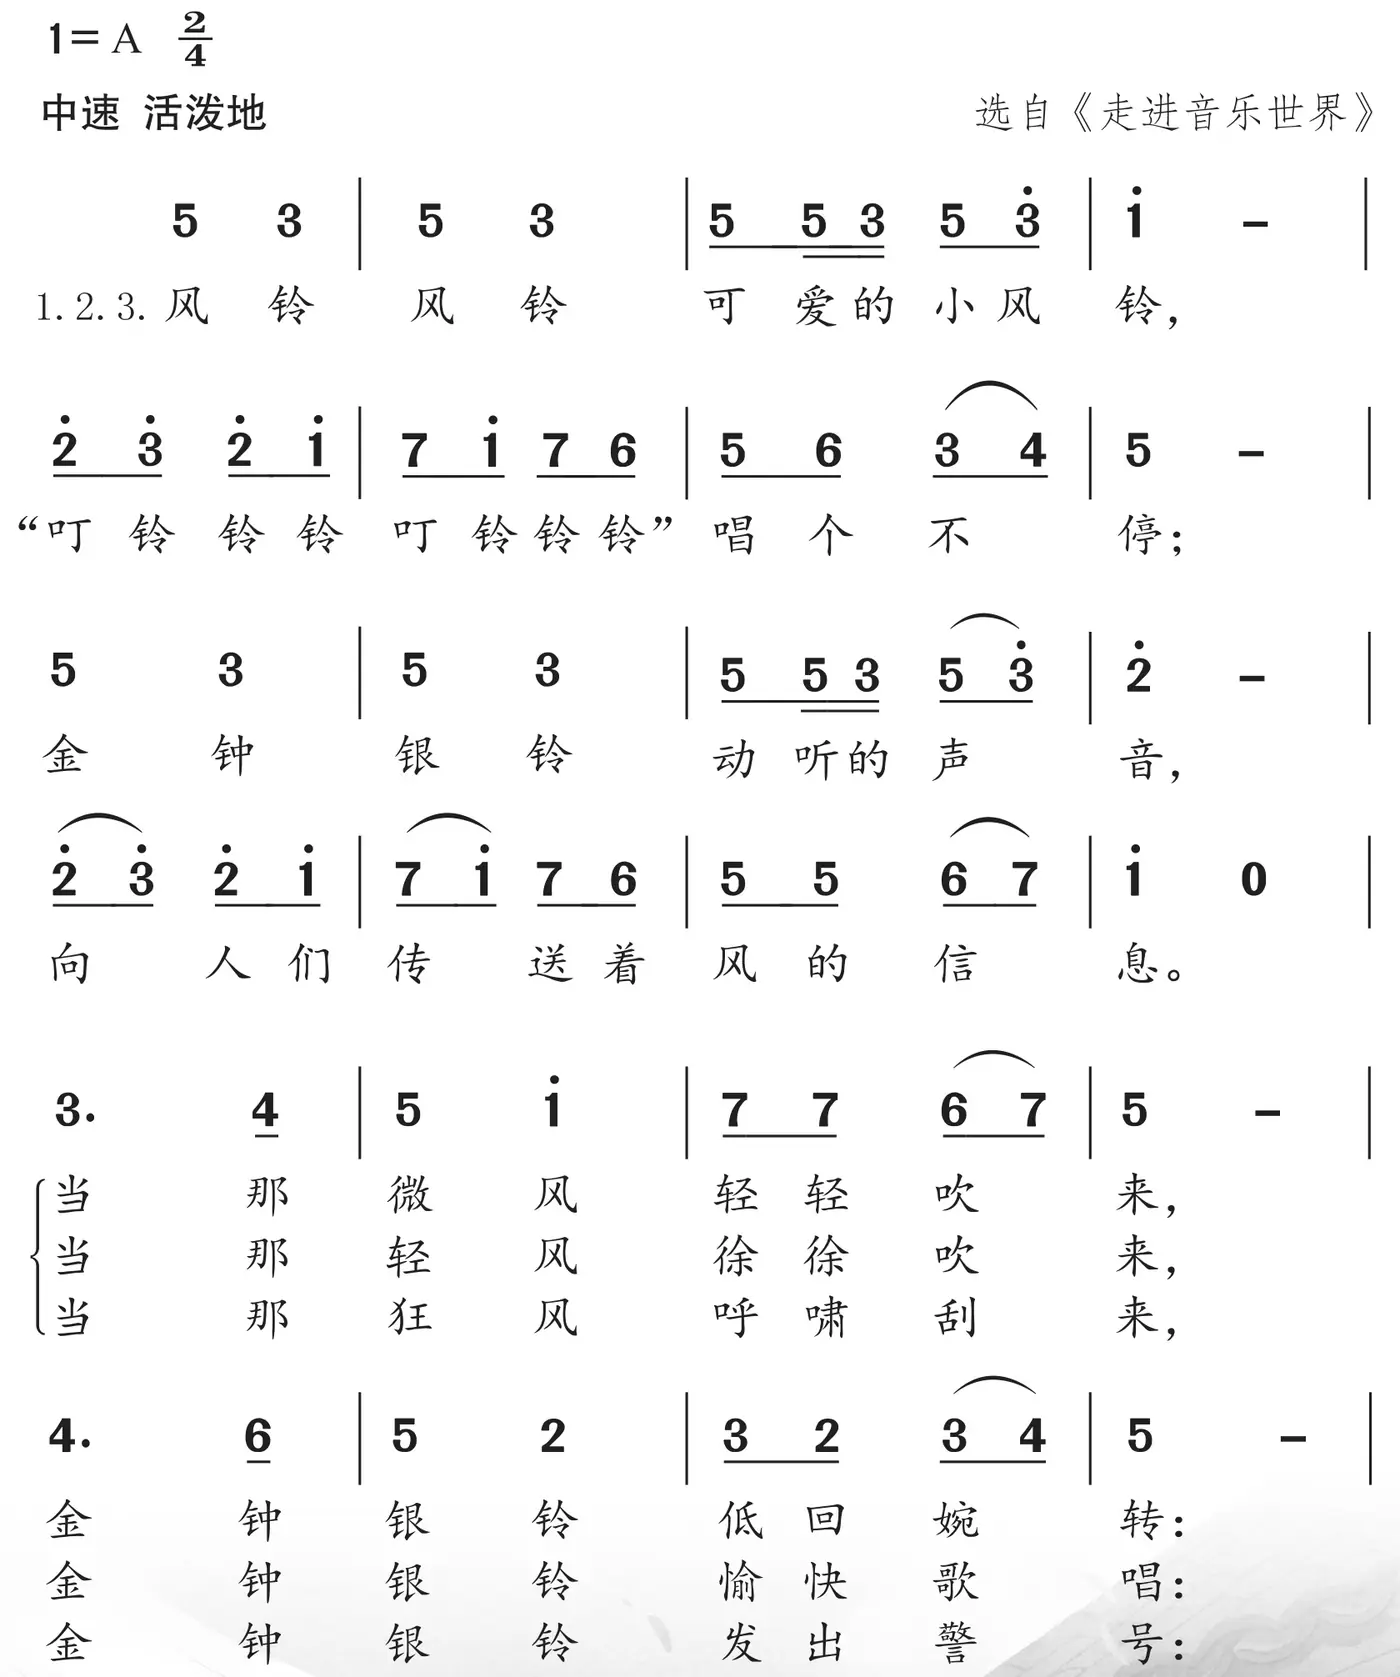 1= A 2/4
中速 活泼地 选自《走进音乐世界》
5 3 | 5 3 | 5 5 3 5 3̇ | 1̇ – |
1.2.3. 风 铃 风 铃 可 爱 的 小 风 铃，
2̇ 3̇ 2̇ 1̇ | 7 1̇ 7 6 | 5 6 3 4 | 5 – |
“叮 铃 铃 铃 叮 铃 铃 铃” 唱 个 不 停；
5 3 | 5 3 | 5 5 3 5 3̇ | 2̇ – |
金 钟 银 铃 动 听 的 声 音，
2̇ 3̇ 2̇ 1̇ | 7 1̇ 7 6 | 5 5 6 7 | 1̇ 0 |
向 人 们 传 送 着 风 的 信 息。
3. 4 | 5 1̇ | 7 7 6 7 | 5 – |
当 那 微 风 轻 轻 吹 来，
当 那 轻 风 徐 徐 吹 来，
当 那 狂 风 呼 啸 刮 来，
4. 6 | 5 2 | 3 2 3 4 | 5 – |
金 钟 银 铃 低 回 婉 转：
金 钟 银 铃 愉 快 歌 唱：
金 钟 银 铃 发 出 警 号：